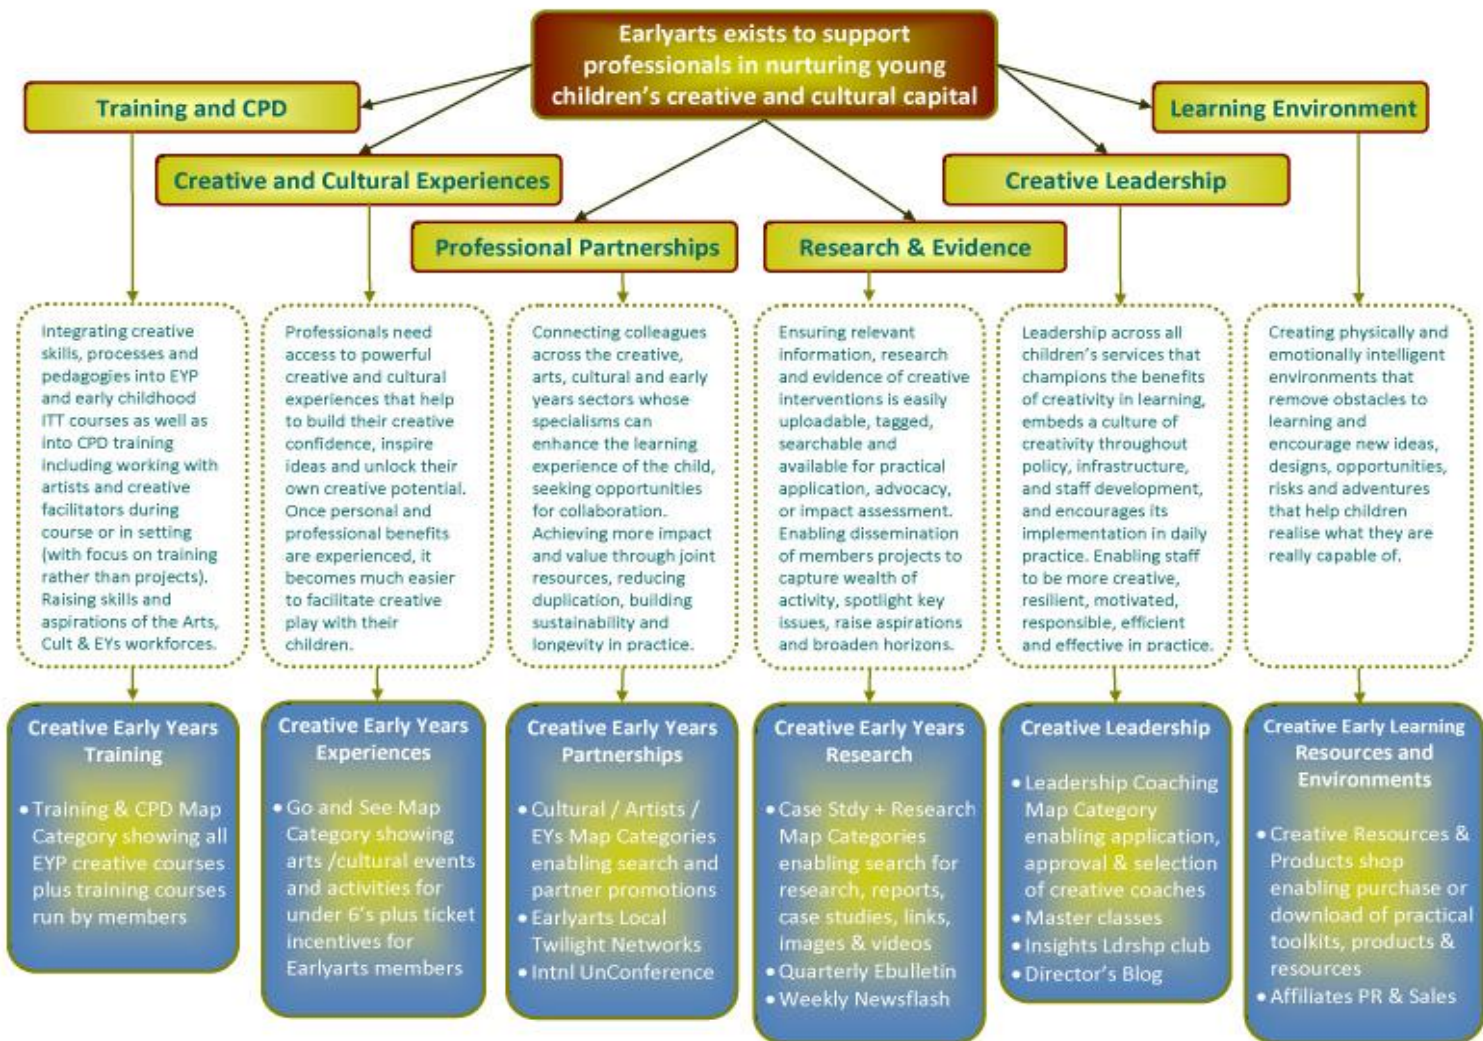 Earlyarts exists to support
professionals in nurturing young
children's creative and cultural capital
Training and CPD
Learning Environment
Creative and Cultural Experiences
Creative Leadership
Professional Partnerships
Research & Evidence
Integrating creative
skills, processes and
pedagogies into EYP
and early childhood
ITT courses as well as
into CPD training
including working with
artists and creative
facilitators during
course or in setting
(with focus on training
rather than projects).
Raising skills and
aspirations of the Arts,
Cult & EYs workforces.
Professionals need
access to powerful
creative and cultural
experiences that help
to build their creative
confidence, inspire
ideas and unlock their
own creative potential.
Once personal and
professional benefits
are experienced, it
becomes much easier
to facilitate creative
play with their
children.
Connecting colleagues
across the creative,
arts, cultural and early
years sectors whose
specialisms can
enhance the learning
experience of the child,
seeking opportunities
for collaboration.
Achieving more impact
and value through joint
resources, reducing
duplication, building
sustainability and
longevity in practice.
Ensuring relevant
information, research
and evidence of creative
interventions is easily
uploadable, tagged,
searchable and
available for practical
application, advocacy,
or impact assessment.
Enabling dissemination
of members projects to
capture wealth of
activity, spotlight key
issues, raise aspirations
and broaden horizons.
Leadership across all
children's services that
champions the benefits
of creativity in learning,
embeds a culture of
creativity throughout
policy, infrastructure,
and staff development,
and encourages its
implementation in daily
practice. Enabling staff
to be more creative,
resilient, motivated,
responsible, efficient
and effective in practice.
Creating physically and
emotionally intelligent
environments that
remove obstacles to
learning and
encourage new ideas,
designs, opportunities,
risks and adventures
that help children
realise what they are
really capable of.
Creative Early Years
Training
• Training & CPD Map
Category showing all
EYP creative courses
plus training courses
run by members
Creative Early Years
Experiences
• Go and See Map
Category showing
arts /cultural events
and activities for
under 6's plus ticket
incentives for
Earlyarts members
Creative Early Years
Partnerships
• Cultural / Artists /
EYs Map Categories
enabling search and
partner promotions
• Earlyarts Local
Twilight Networks
• Intnl UnConference
Creative Early Years
Research
• Case Stdy + Research
Map Categories
enabling search for
research, reports,
case studies, links,
images & videos
• Quarterly Ebulletin
• Weekly Newsflash
Creative Leadership
• Leadership Coaching
Map Category
enabling application,
approval & selection
of creative coaches
• Master classes
• Insights Ldrshp club
• Director's Blog
Creative Early Learning
Resources and
Environments
• Creative Resources &
Products shop
enabling purchase or
download of practical
toolkits, products &
resources
• Affiliates PR & Sales